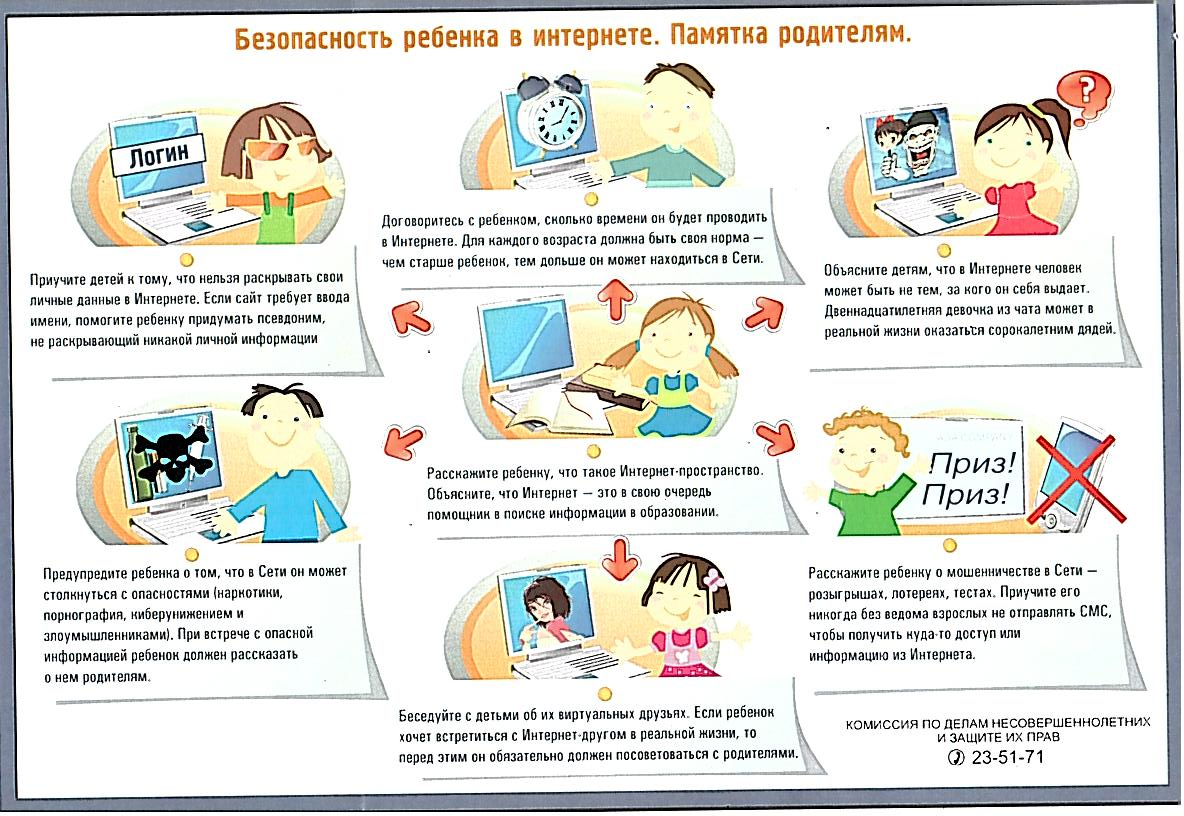 Безопасность ребенка в интернете. Памятка родителям.
Логин
Приучите детей к тому, что нельзя раскрывать свои
личные данные в Интернете. Если сайт требует ввода
имени, помогите ребенку придумать псевдоним,
не раскрывающий никакой личной информации
Договоритесь с ребенком, сколько времени он будет проводить
в Интернете. Для каждого возраста должна быть своя норма —
чем старше ребенок, тем дольше он может находиться в Сети.
?
Объясните детям, что в Интернете человек
может быть не тем, за кого он себя выдает.
Двеннадцатилетняя девочка из чата может в
реальной жизни оказаться сорокалетним дядей.
Расскажите ребенку, что такое Интернет-пространство.
Объясните, что Интернет — это в свою очередь
помощник в поиске информации в образовании.
Предупредите ребенка о том, что в Сети он может
столкнуться с опасностями (наркотики,
порнография, киберунижением и
злоумышленниками). При встрече с опасной
информацией ребенок должен рассказать
о нем родителям.
Приз!
Приз!
Расскажите ребенку о мошенничестве в Сети —
розыгрышах, лотереях, тестах. Приучите его
никогда без ведома взрослых не отправлять СМС,
чтобы получить куда-то доступ или
информацию из Интернета.
Беседуйте с детьми об их виртуальных друзьях. Если ребенок
хочет встретиться с Интернет-другом в реальной жизни, то
перед этим он обязательно должен посоветоваться с родителями.
КОМИССИЯ ПО ДЕЛАМ НЕСОВЕРШЕННОЛЕТНИХ
И ЗАЩИТЕ ИХ ПРАВ
✆ 23-51-71